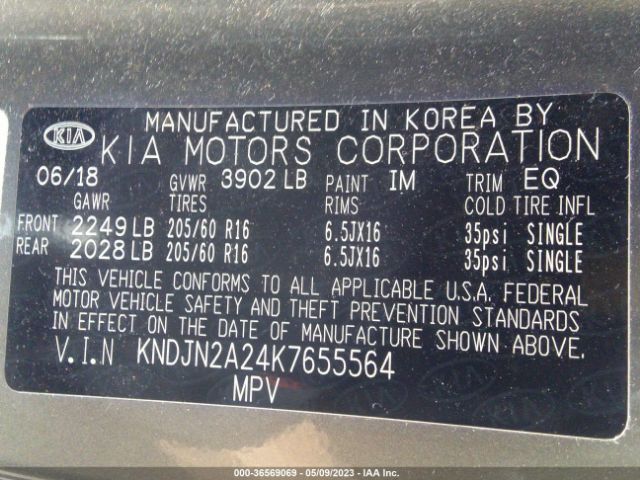 MANUFACTURED IN KOREA BY
KIA KIA MOTORS CORPORATION
06/18 GVWR 3902 LB PAINT IM TRIM EQ
GAWR TIRES RIMS COLD TIRE INFL
FRONT 2249 LB 205/60 R16 6.5JX16 35psi SINGLE
REAR 2028 LB 205/60 R16 6.5JX16 35psi SINGLE
THIS VEHICLE CONFORMS TO ALL APPLICABLE U.S.A. FEDERAL
MOTOR VEHICLE SAFETY AND THEFT PREVENTION STANDARDS
IN EFFECT ON THE DATE OF MANUFACTURE SHOWN ABOVE.
V.I.N KNDJN2A24K7655564
MPV
000-36569069 - 05/09/2023 - IAA Inc.